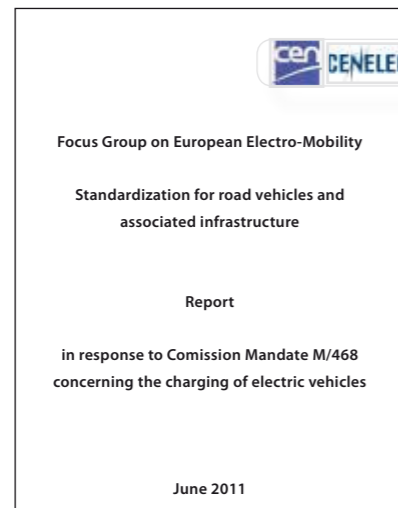 cen CENELE
Focus Group on European Electro-Mobility
Standardization for road vehicles and
associated infrastructure
Report
in response to Comission Mandate M/468
concerning the charging of electric vehicles
June 2011